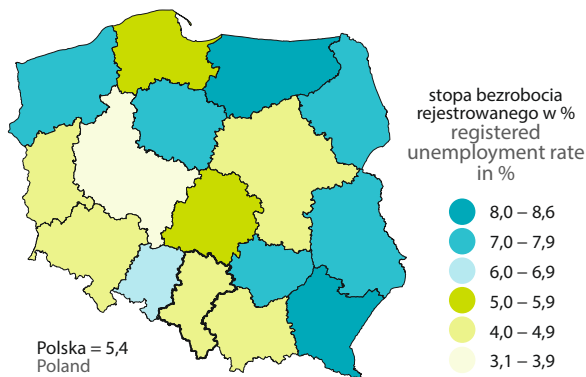 stopa bezrobocia
rejestrowanego w %
registered
unemployment rate
in %
8,0 – 8,6
7,0 – 7,9
6,0 – 6,9
5,0 – 5,9
4,0 – 4,9
3,1 – 3,9
Polska = 5,4
Poland